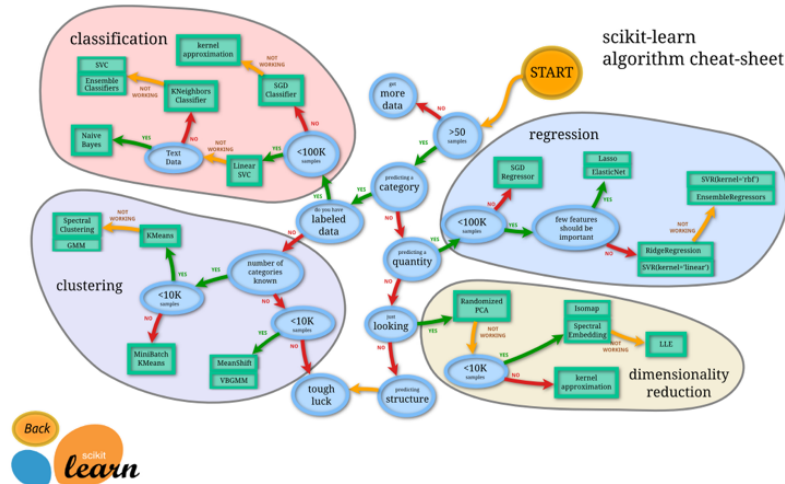 scikit-learn
algorithm cheat-sheet
START
>50
samples
NO
get
more
data
YES
predicting a
category
YES
do you have
labeled
data
YES
NO
NO
predicting a
quantity
YES
NO
just
looking
YES
NO
predicting
structure
tough
luck
classification
<100K
samples
NO
SGD
Classifier
NOT
WORKING
kernel
approximation
YES
Linear
SVC
NOT
WORKING
Text
Data
YES
Naive
Bayes
NO
KNeighbors
Classifier
NOT
WORKING
SVC
Ensemble
Classifiers
clustering
number of
categories
known
YES
<10K
samples
YES
KMeans
NOT
WORKING
Spectral
Clustering
GMM
NO
MiniBatch
KMeans
NO
<10K
samples
YES
MeanShift
VBGMM
NO
regression
<100K
samples
NO
SGD
Regressor
YES
few features
should be
important
YES
Lasso
ElasticNet
NO
RidgeRegression
SVR(kernel='linear')
NOT
WORKING
SVR(kernel='rbf')
EnsembleRegressors
dimensionality
reduction
Randomized
PCA
NOT
WORKING
<10K
samples
YES
Isomap
Spectral
Embedding
NOT
WORKING
LLE
NO
kernel
approximation
Back
scikit
learn